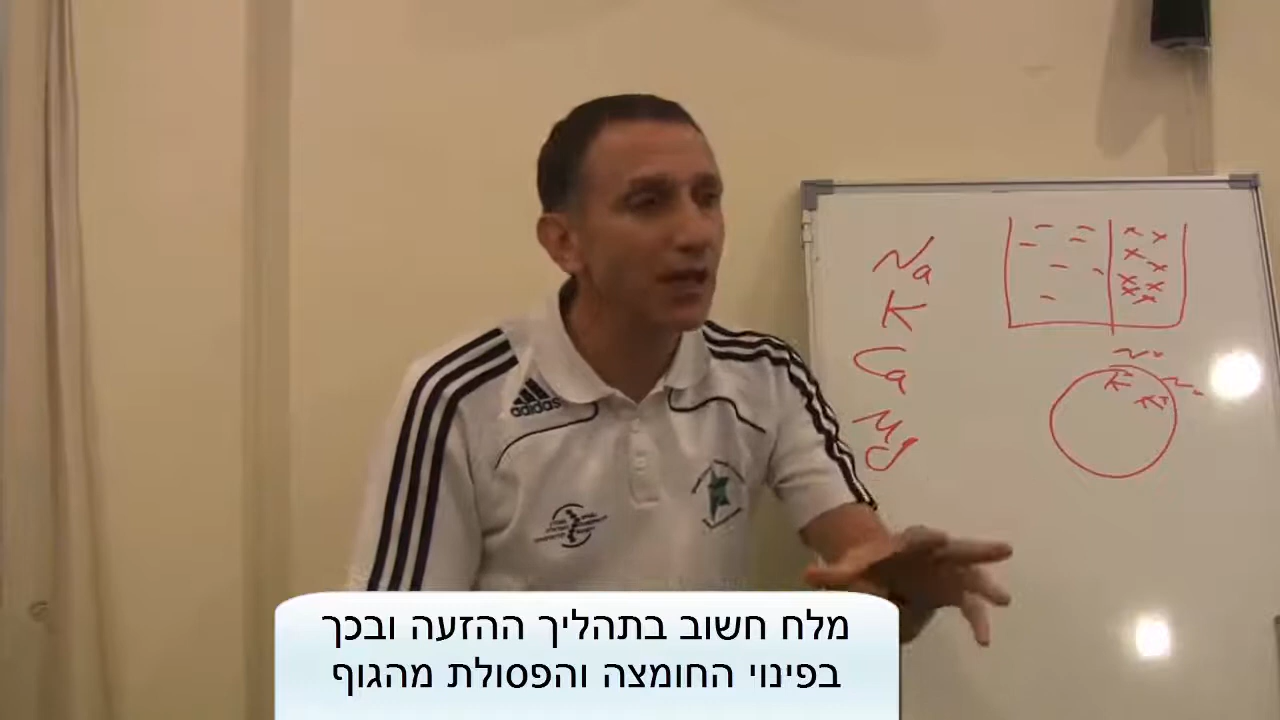 Na
K
Ca
Mg
K
K
adidas
מלח חשוב בתהליך ההזעה ובכך
בפינוי החומצה והפסולת מהגוף